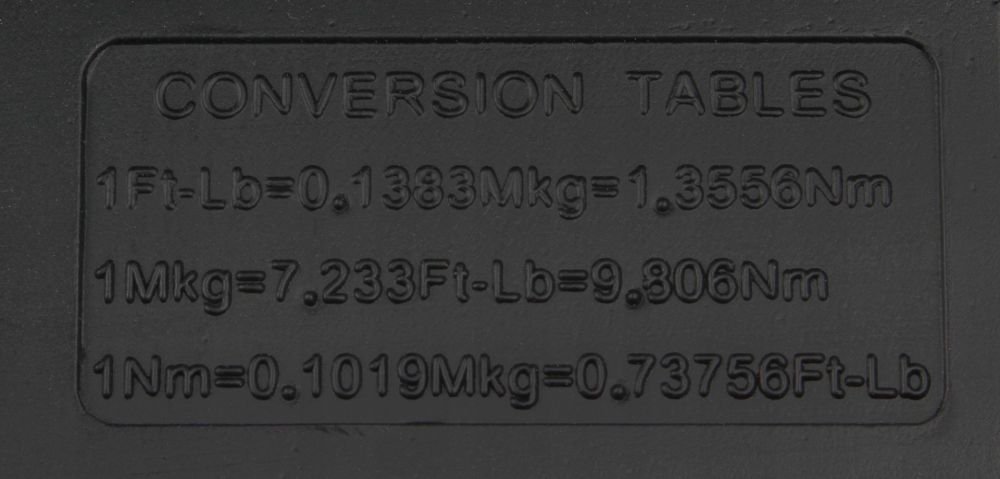 CONVERSION TABLES
1Ft-Lb=0.1383Mkg=1.3556Nm
1Mkg=7.233Ft-Lb=9.806Nm
1Nm=0.1019Mkg=0.73756Ft-Lb